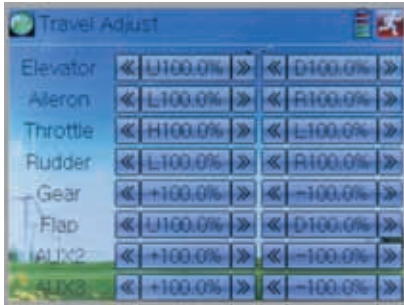 Travel Adjust
Elevator « U100.0% » « D100.0% »
Aileron « L100.0% » « R100.0% »
Throttle « H100.0% » « L100.0% »
Rudder « L100.0% » « R100.0% »
Gear « +100.0% » « -100.0% »
Flap « U100.0% » « D100.0% »
AUX2 « +100.0% » « -100.0% »
AUX3 « +100.0% » « -100.0% »